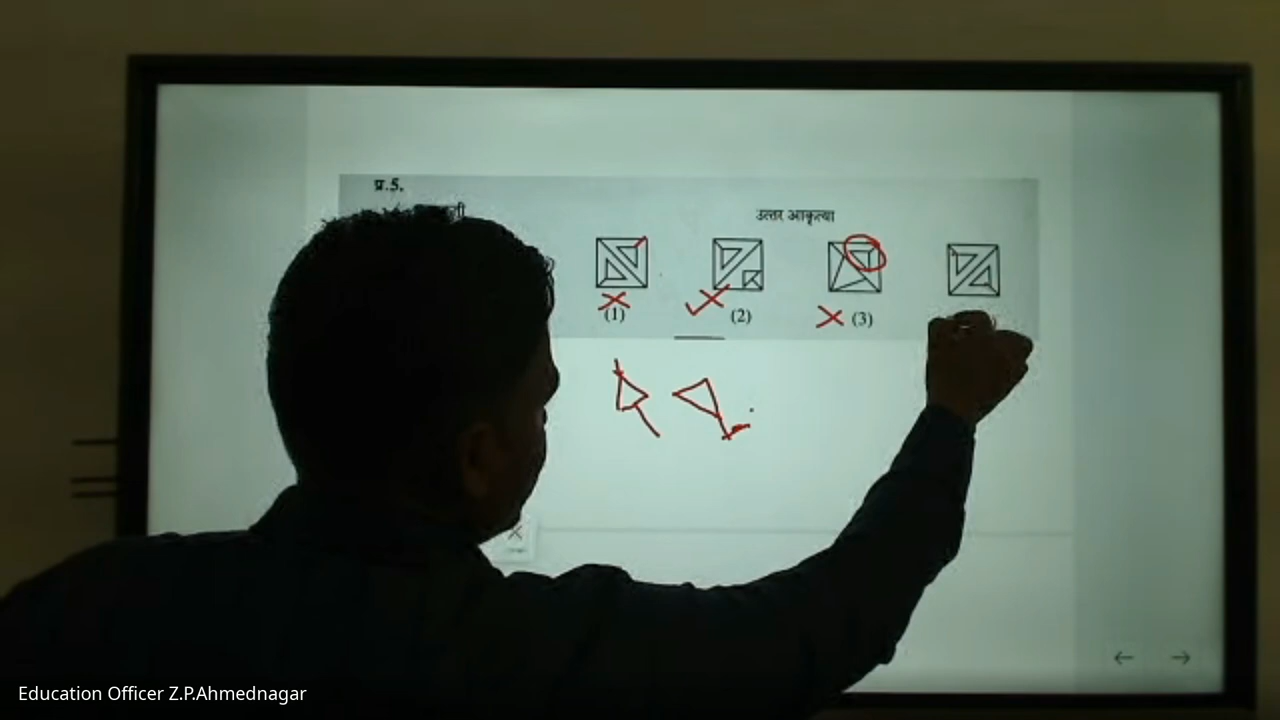 प्र.5.
उत्तर आकृत्या
(1) (2) (3)
Education Officer Z.P.Ahmednagar